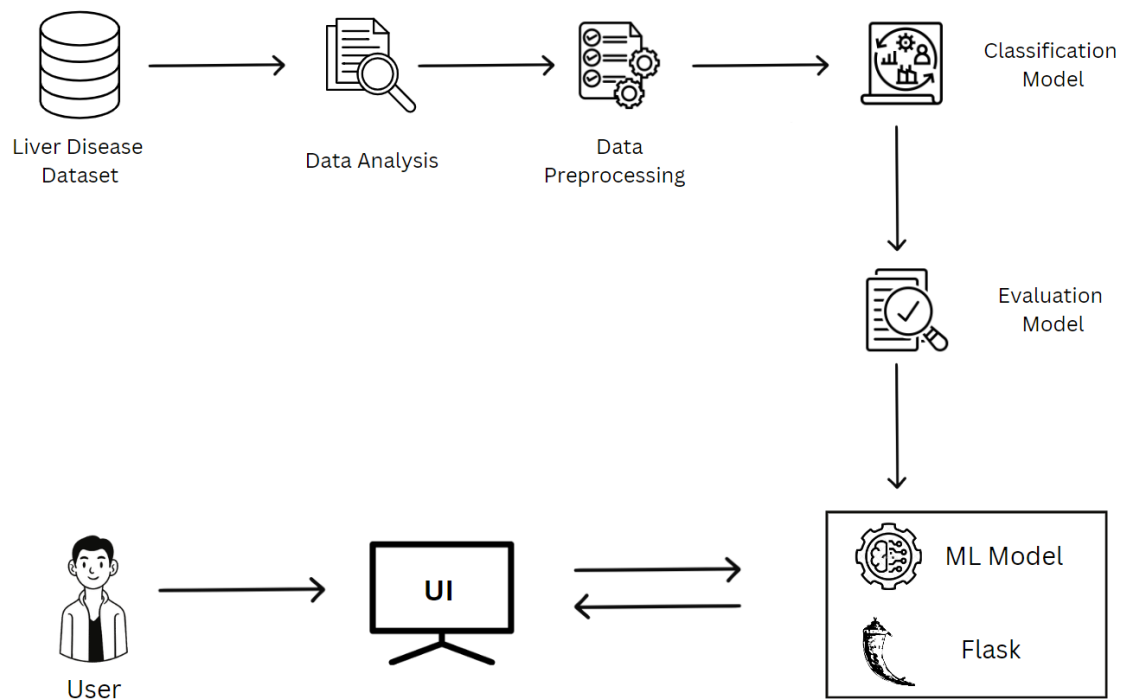 Liver Disease
Dataset
Data Analysis
Data
Preprocessing
Classification
Model
Evaluation
Model
ML Model
Flask
UI
User